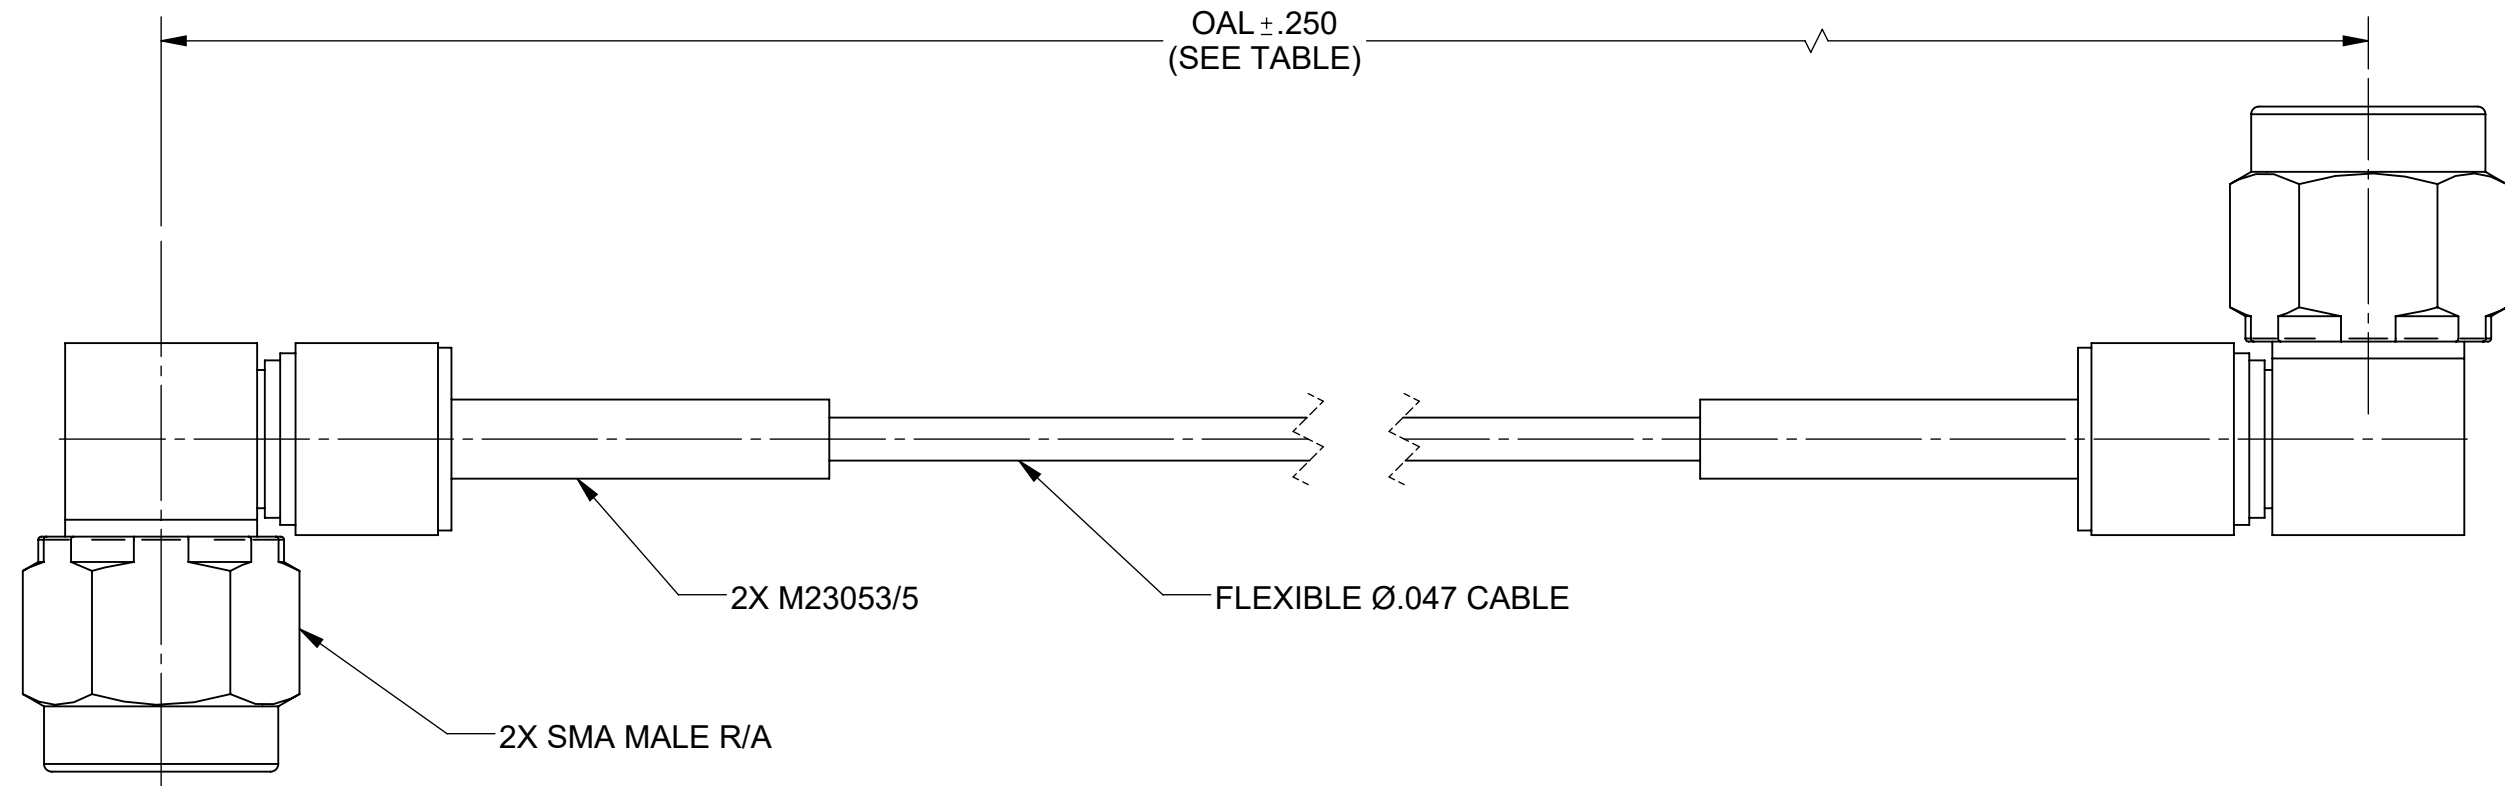 OAL ±.250
(SEE TABLE)
2X M23053/5
FLEXIBLE Ø.047 CABLE
2X SMA MALE R/A